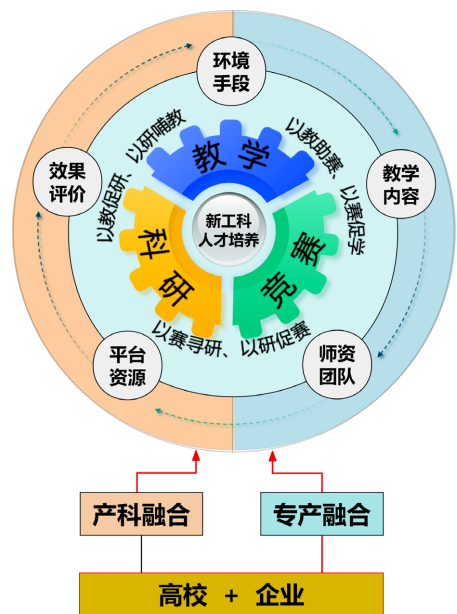 环境
手段
效果
评价
教学
内容
以教促研、以研哺教
以教助赛、以赛促学
教学
科研
竞赛
新工科
人才培养
以赛寻研、以研促赛
平台
资源
师资
团队
产科融合
专产融合
高校 + 企业